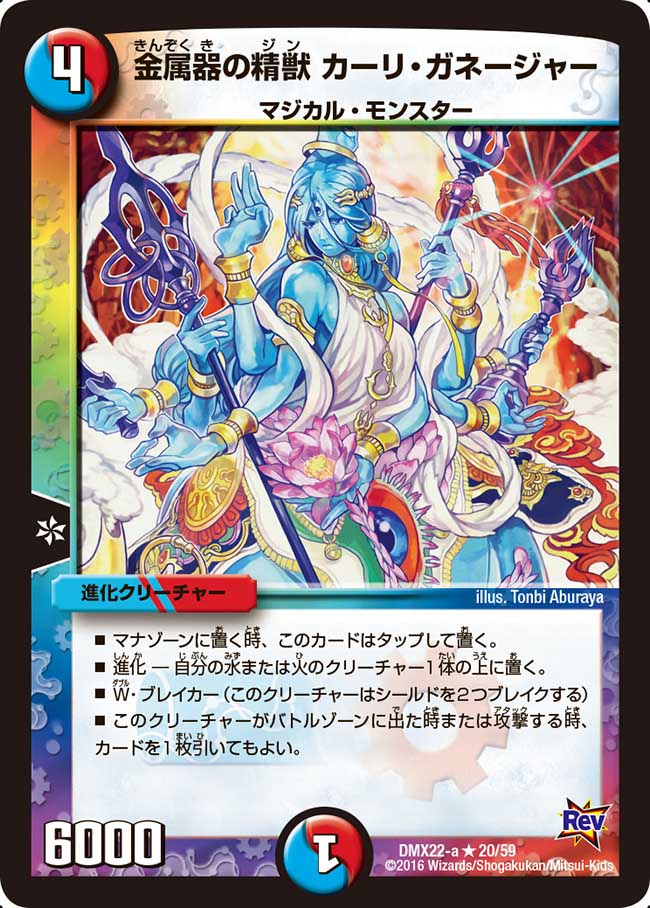 4
きんぞく き ジン
金属器の精獣 カーリ・ガネージャー
マジカル・モンスター
進化クリーチャー
illus. Tonbi Aburaya
■ マナゾーンに置く時、このカードはタップして置く。
■ 進化 ― 自分の水または火のクリーチャー1体の上に置く。
■ W・ブレイカー (このクリーチャーはシールドを2つブレイクする)
■ このクリーチャーがバトルゾーンに出た時または攻撃する時、
カードを1枚引いてもよい。
6000
1
Rev
DMX22-a ★ 20/59
©2016 Wizards/Shogakukan/Mitsui-Kids